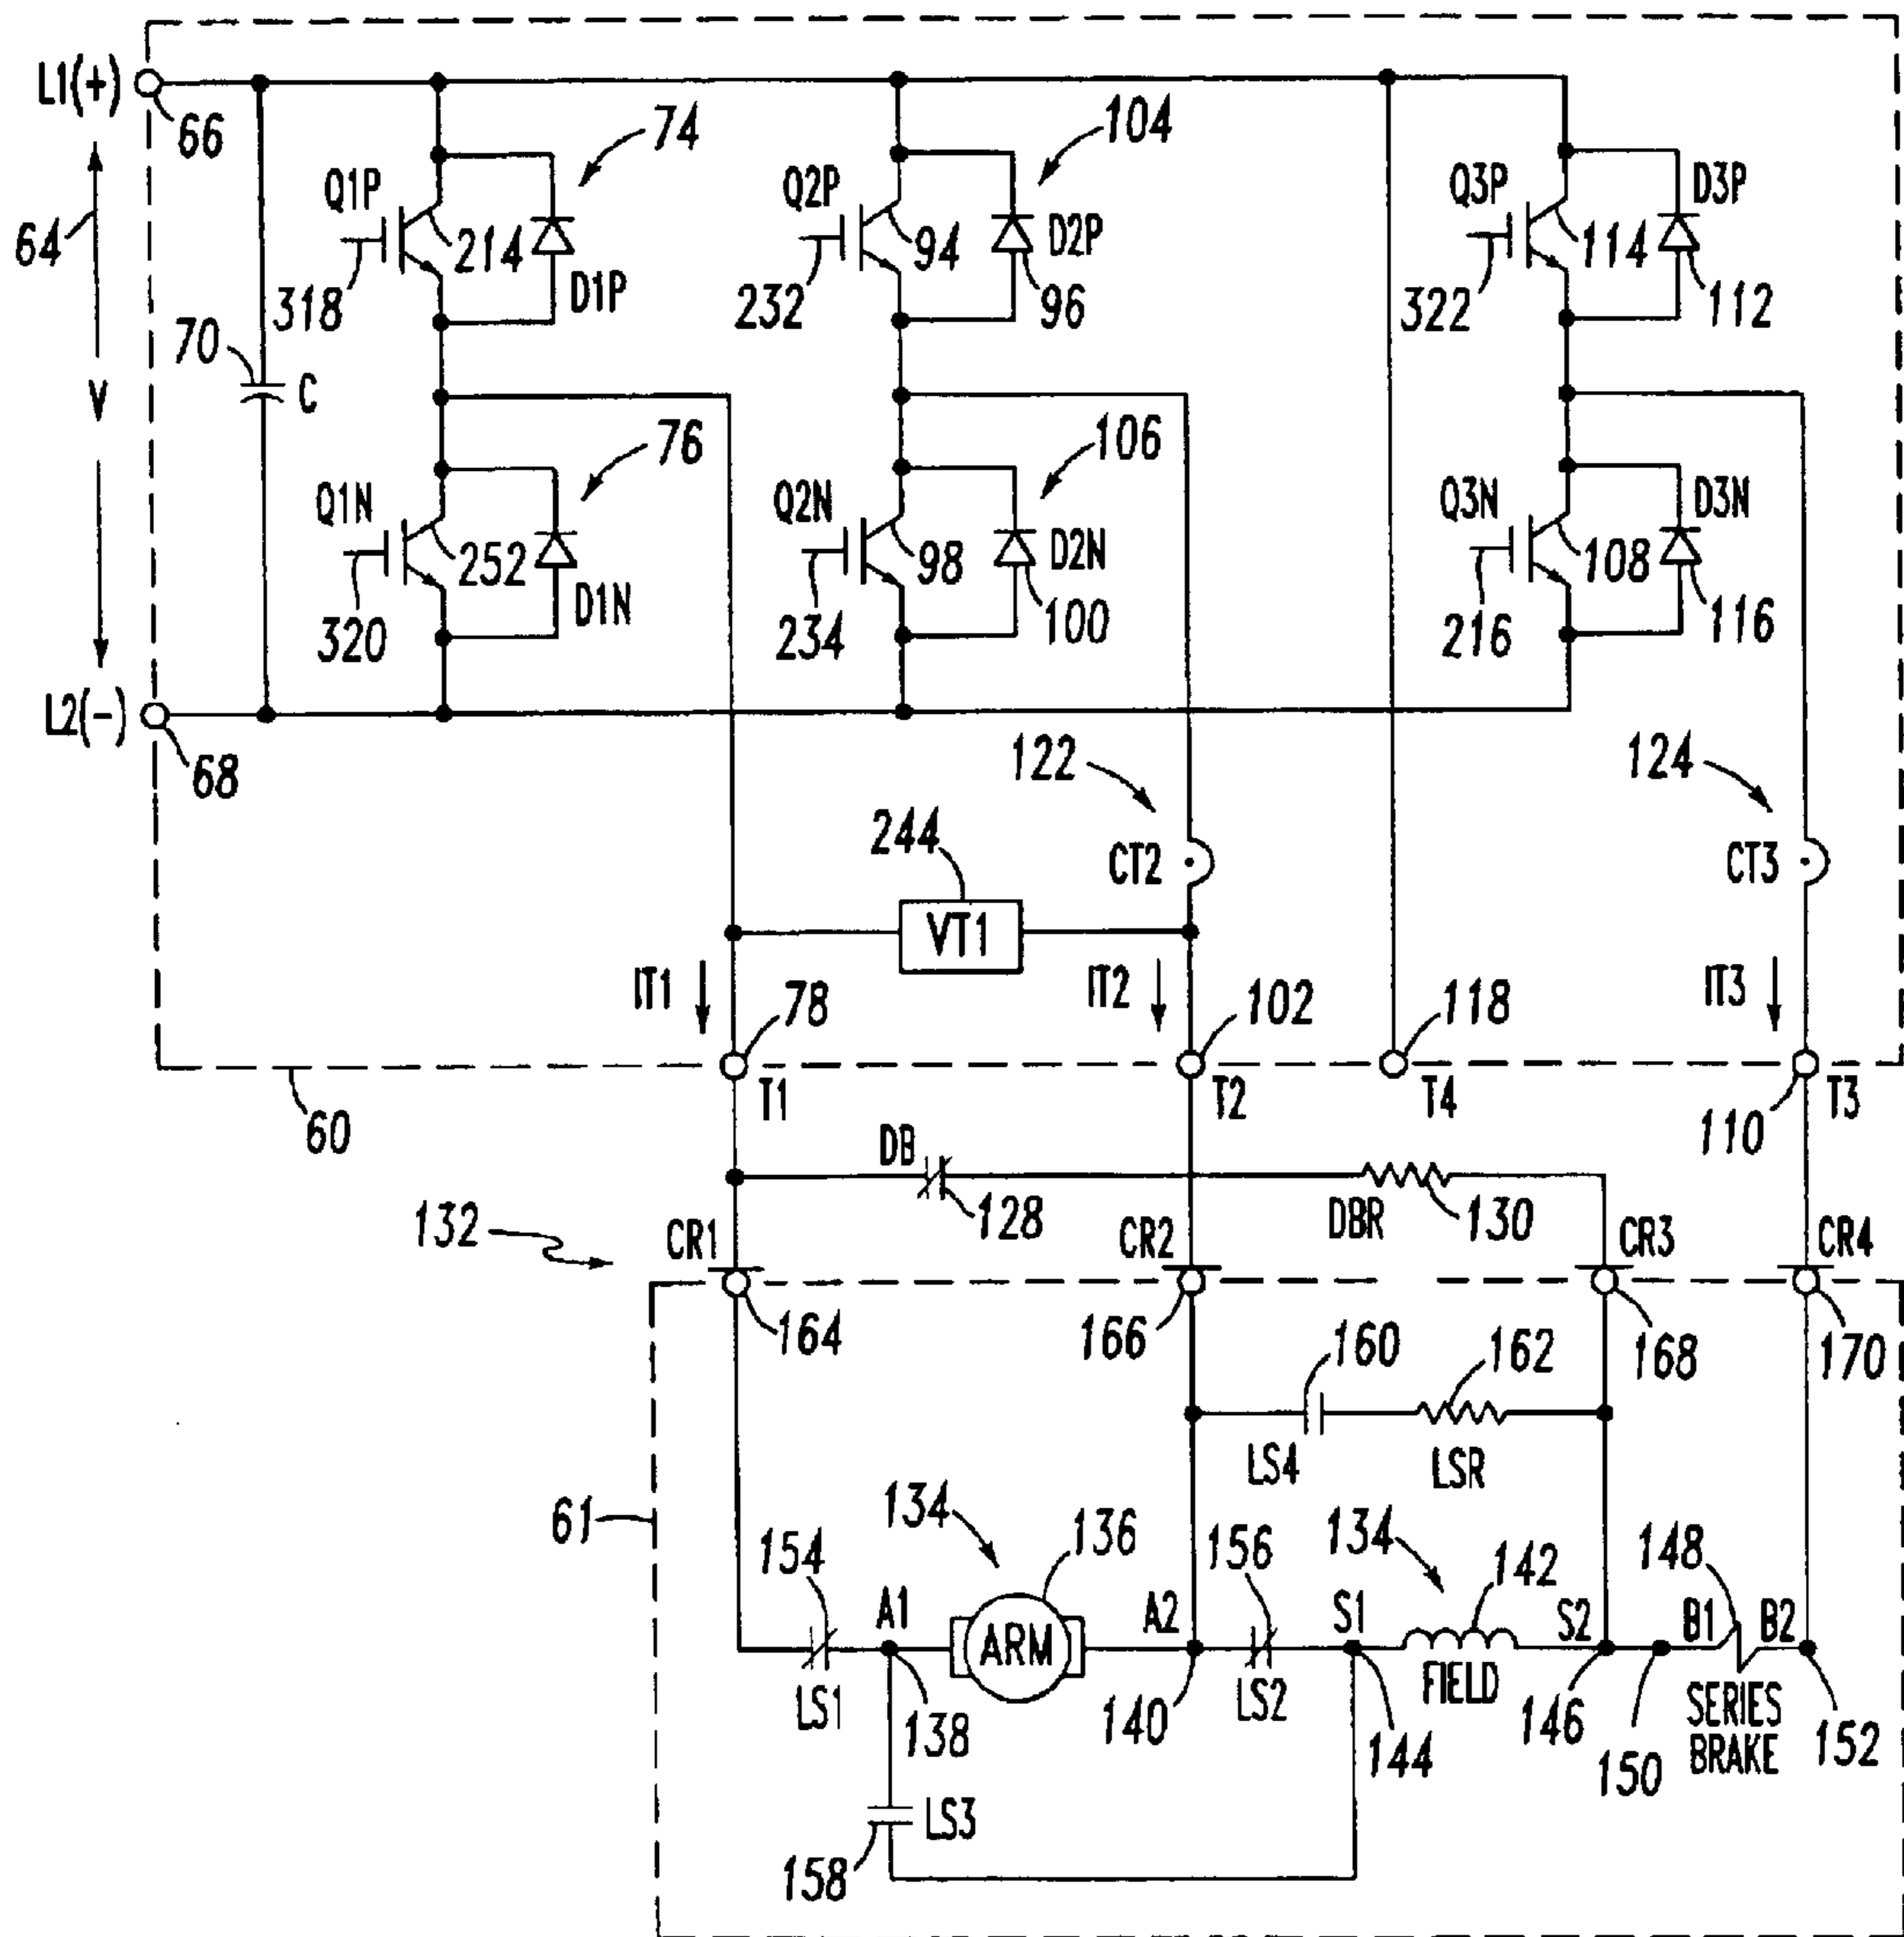 L1(+)
66
74
104
Q1P
Q2P
Q3P
D3P
64
214
94
D2P
114
318
D1P
232
96
322
112
70
C
V
76
106
Q1N
Q2N
Q3N
D3N
252
98
D2N
108
320
D1N
234
100
216
116
L2(-)
68
122
124
244
CT2
CT3
VT1
IT1
IT2
IT3
78
102
118
T1
T2
T4
T3
60
110
DB
128
DBR
130
132
CR1
CR2
CR3
CR4
164
166
160
162
168
170
LS4
LSR
61
134
136
134
142
148
154
156
A1
ARM
A2
S1
S2
B1
B2
LS1
138
140
LS2
144
FIELD
146
150
SERIES
BRAKE
152
LS3
158